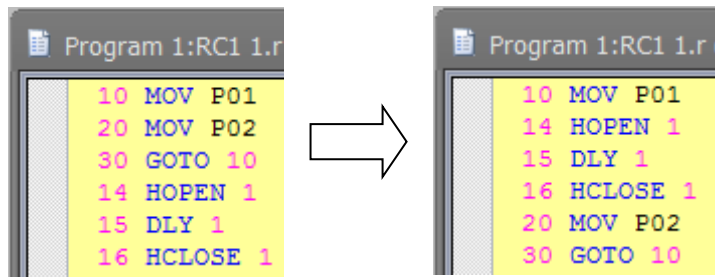 Program 1:RC1 1.r
10 MOV P01
20 MOV P02
30 GOTO 10
14 HOPEN 1
15 DLY 1
16 HCLOSE 1
Program 1:RC1 1.r
10 MOV P01
14 HOPEN 1
15 DLY 1
16 HCLOSE 1
20 MOV P02
30 GOTO 10